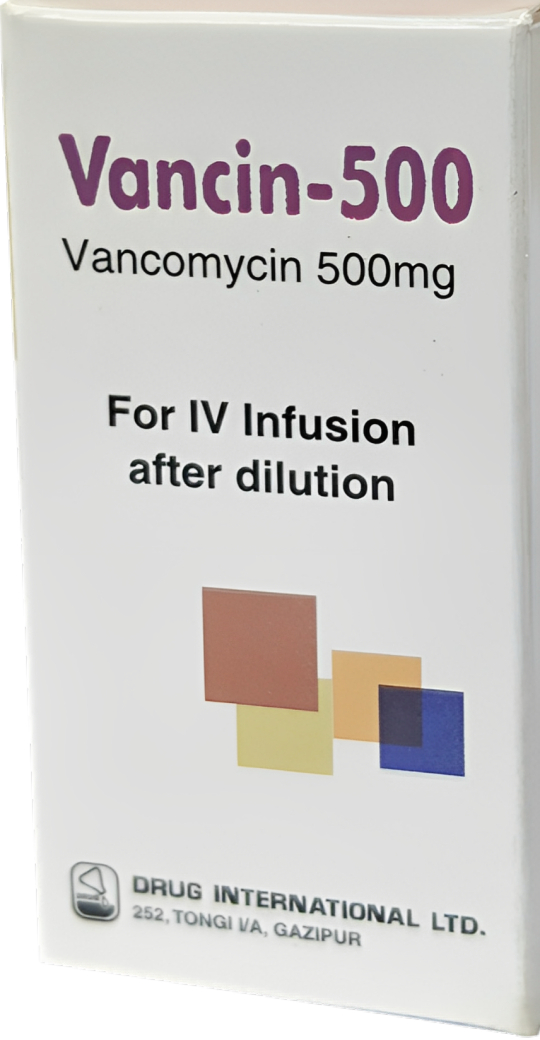 Vancin-500
Vancomycin 500mg
For IV Infusion
after dilution
DRUG INTERNATIONAL LTD.
252, TONGI I/A, GAZIPUR